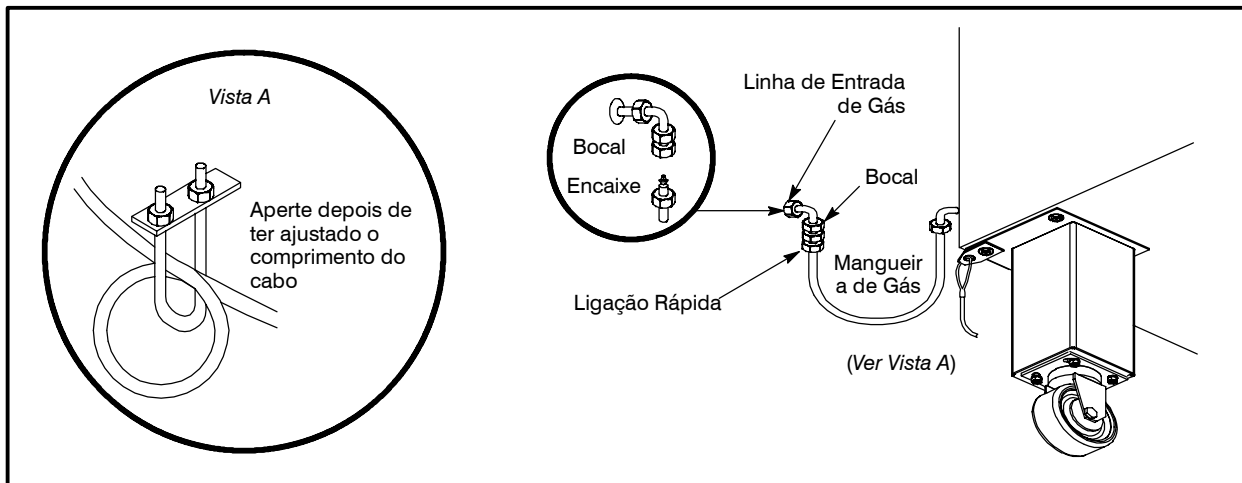 Vista A
Aperte depois de
ter ajustado o
comprimento do
cabo
Linha de Entrada
de Gás
Bocal
Encaixe
Bocal
Mangueir
a de Gás
Ligação Rápida
(Ver Vista A)